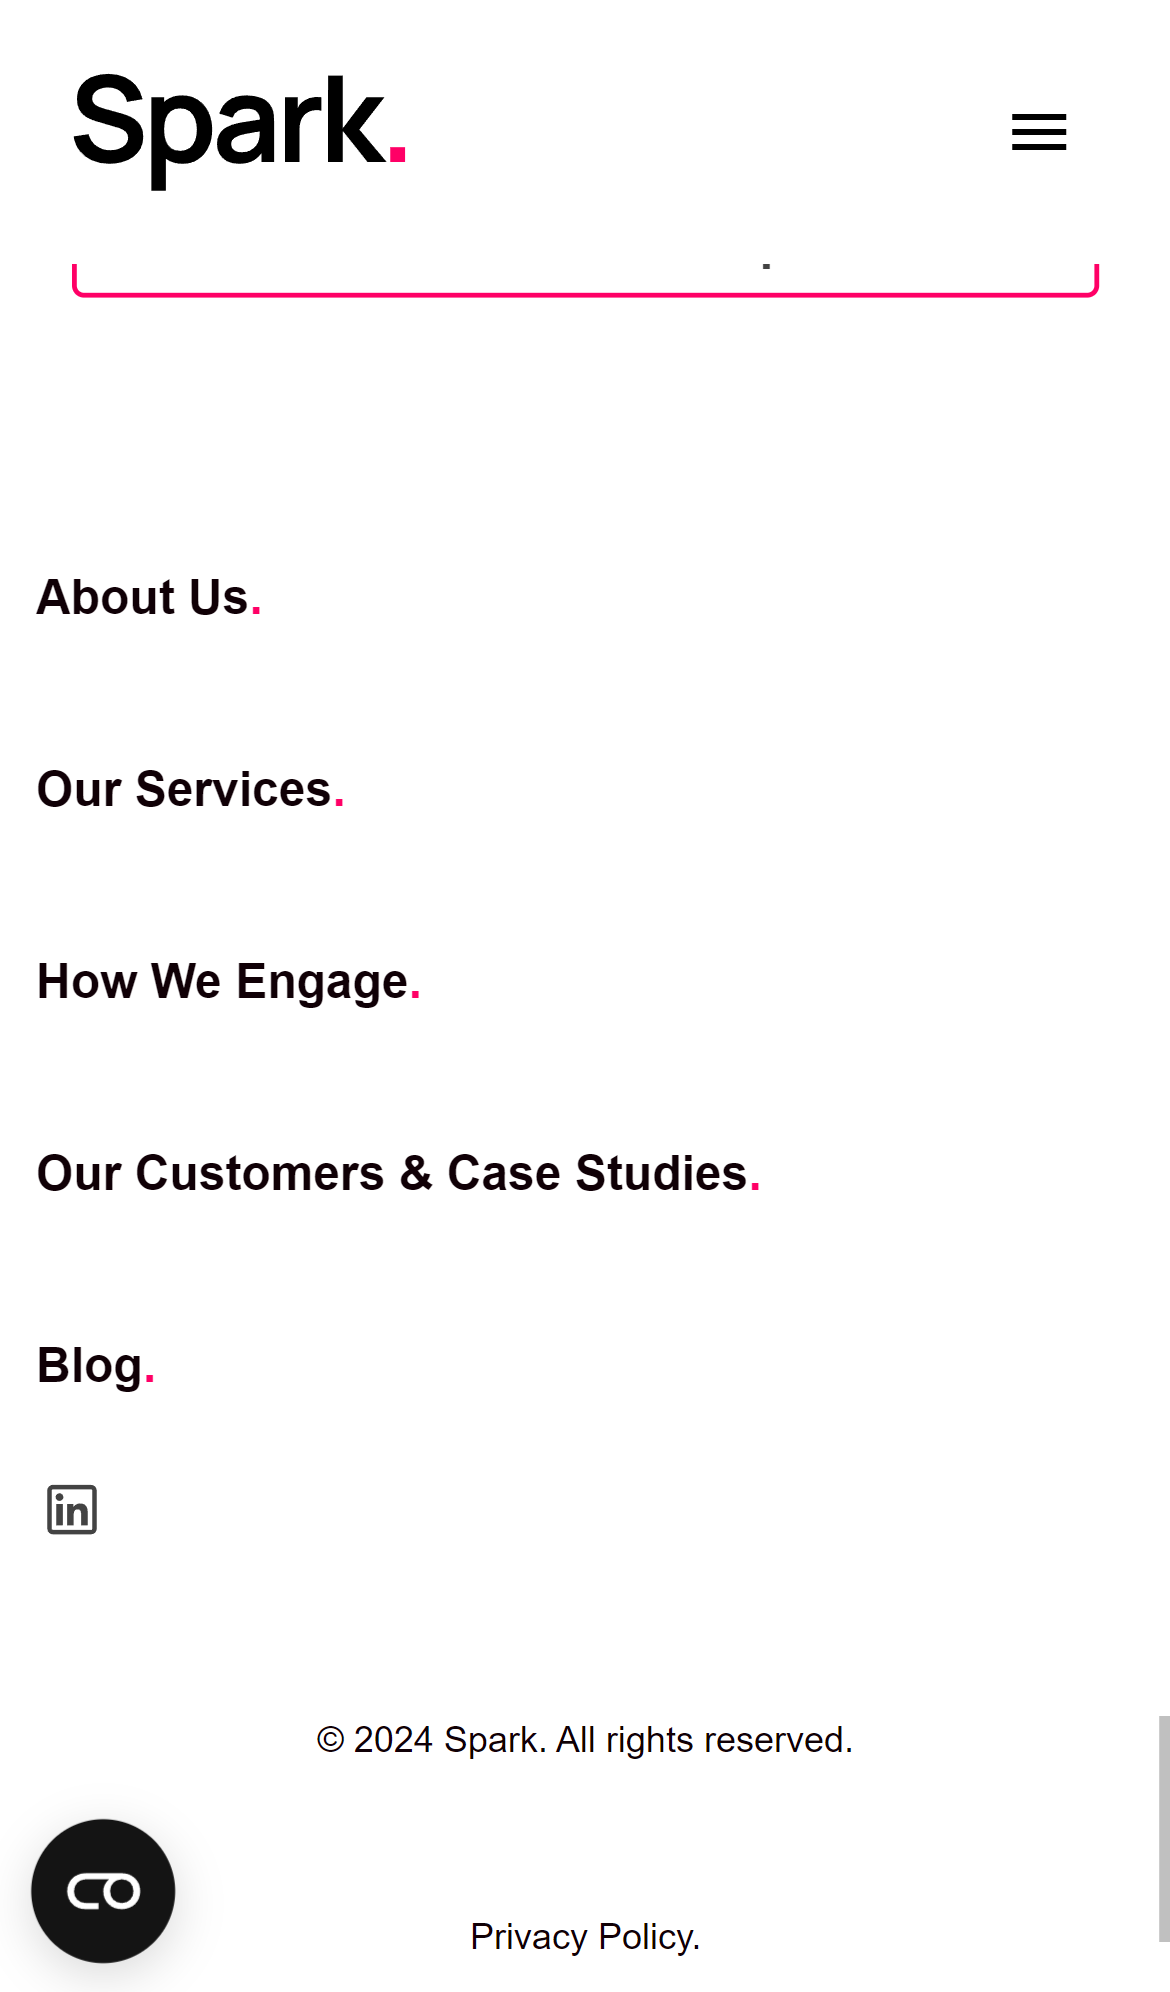 Spark.
About Us.
Our Services.
How We Engage.
Our Customers & Case Studies.
Blog.
in
© 2024 Spark. All rights reserved.
Privacy Policy.